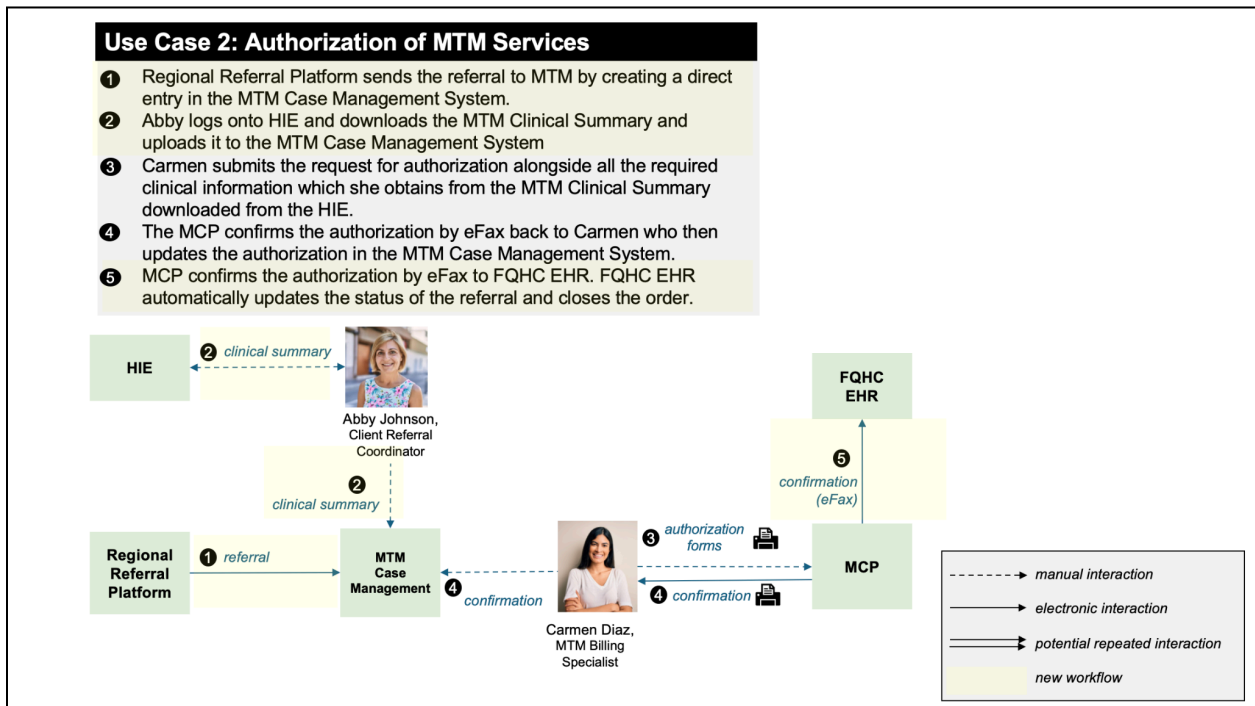 Use Case 2: Authorization of MTM Services
1 Regional Referral Platform sends the referral to MTM by creating a direct
entry in the MTM Case Management System.
2 Abby logs onto HIE and downloads the MTM Clinical Summary and
uploads it to the MTM Case Management System
3 Carmen submits the request for authorization alongside all the required
clinical information which she obtains from the MTM Clinical Summary
downloaded from the HIE.
4 The MCP confirms the authorization by eFax back to Carmen who then
updates the authorization in the MTM Case Management System.
5 MCP confirms the authorization by eFax to FQHC EHR. FQHC EHR
automatically updates the status of the referral and closes the order.
HIE
2 clinical summary
Abby Johnson,
Client Referral
Coordinator
2
clinical summary
Regional
Referral
Platform
1 referral
MTM
Case
Management
4
confirmation
Carmen Diaz,
MTM Billing
Specialist
3 authorization
forms
4 confirmation
MCP
5
confirmation
(eFax)
FQHC
EHR
manual interaction
electronic interaction
potential repeated interaction
new workflow